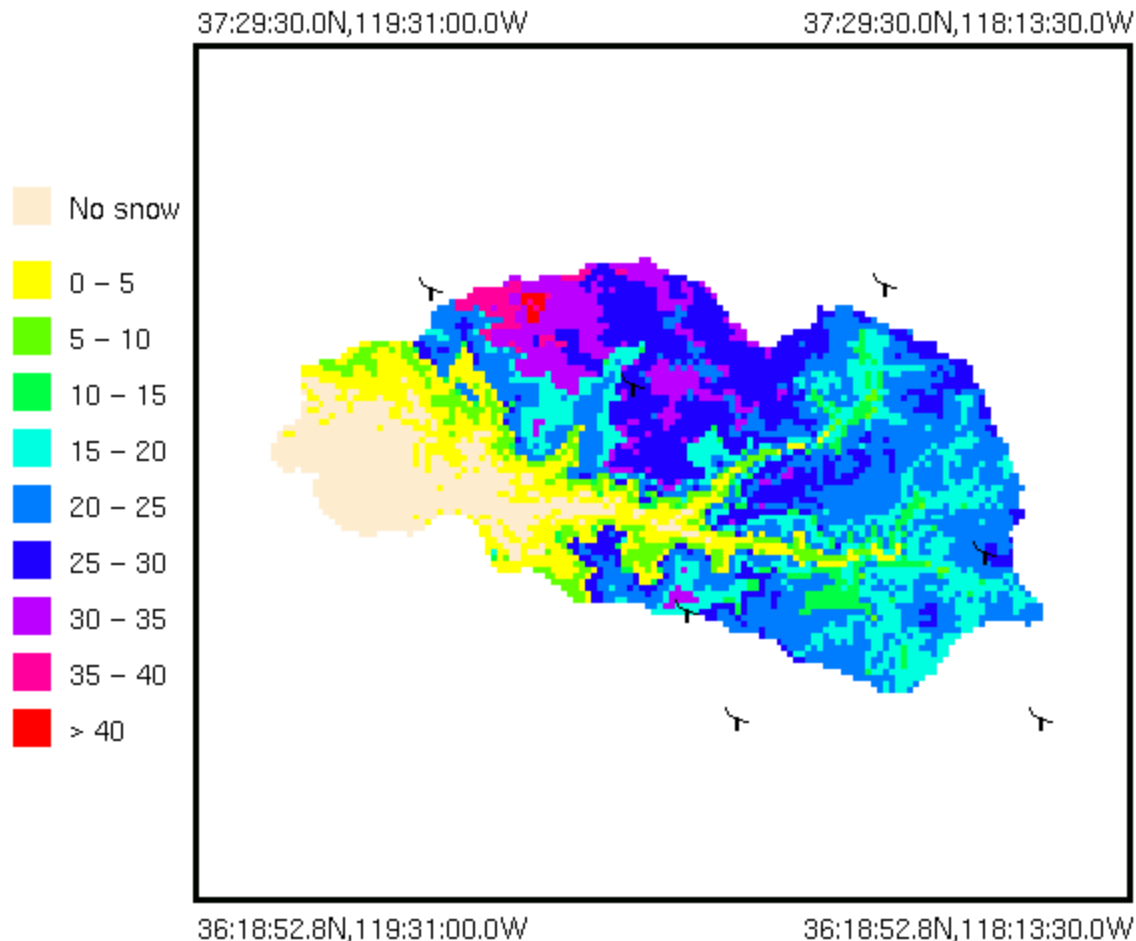 37:29:30.0N,119:31:00.0W
37:29:30.0N,118:13:30.0W
No snow
0 – 5
5 – 10
10 – 15
15 – 20
20 – 25
25 – 30
30 – 35
35 – 40
> 40
36:18:52.8N,119:31:00.0W
36:18:52.8N,118:13:30.0W